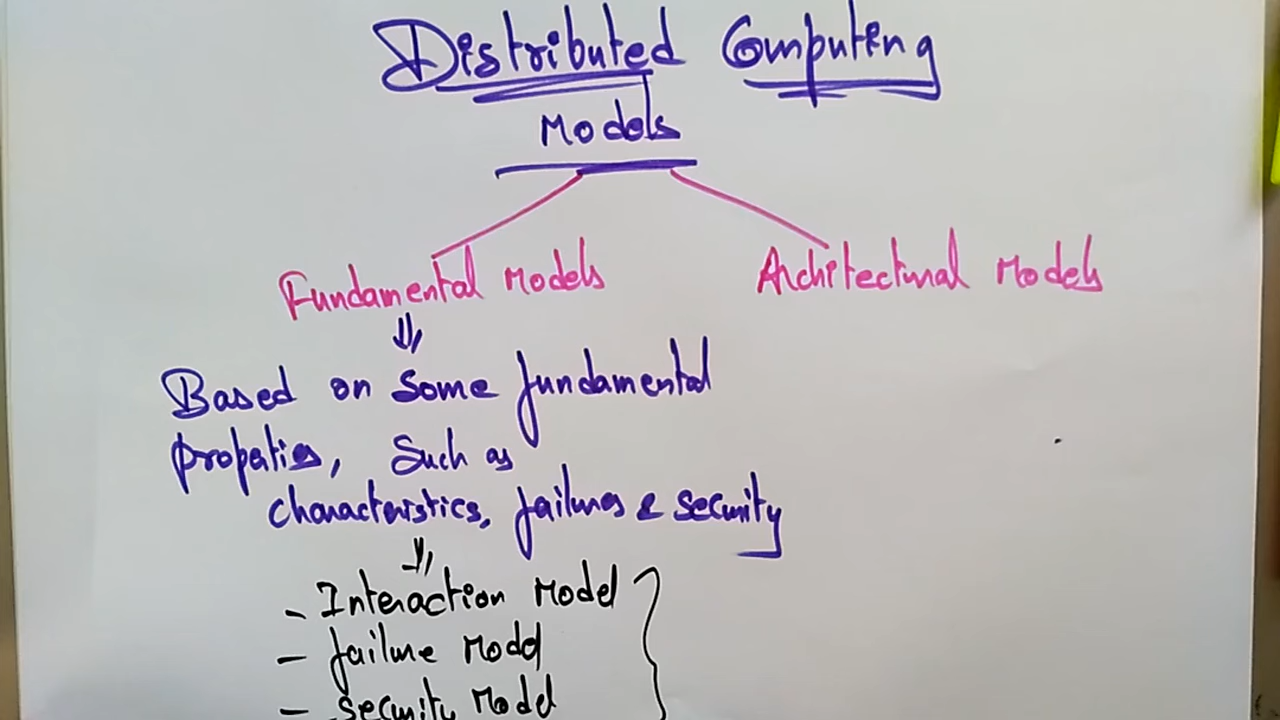 Distributed Computing
Models
Fundamental Models
Architectural Models
Based on some fundamental
properties, such as
characteristics, failures & security
- Interaction Model
- failure Model
- security Model